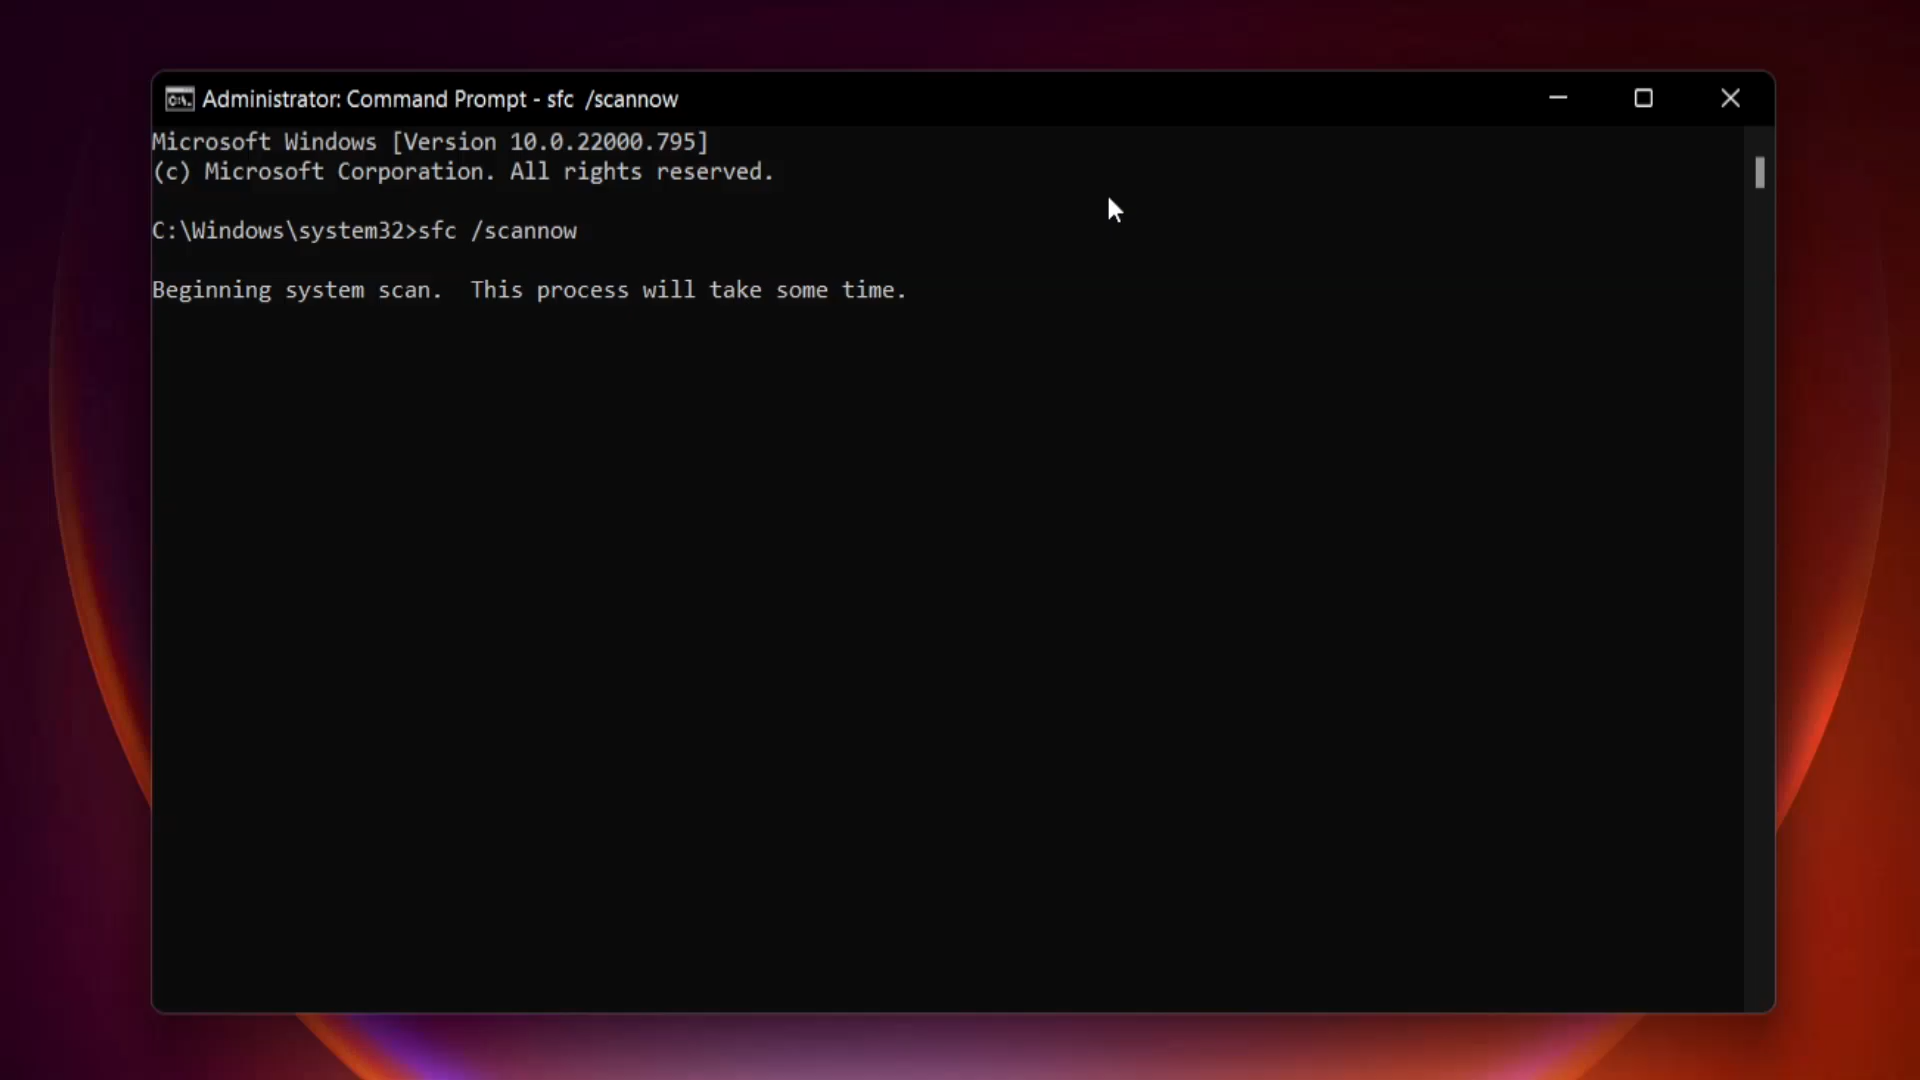 Administrator: Command Prompt - sfc  /scannow
Microsoft Windows [Version 10.0.22000.795]
(c) Microsoft Corporation. All rights reserved.
C:\Windows\system32>sfc /scannow
Beginning system scan.  This process will take some time.